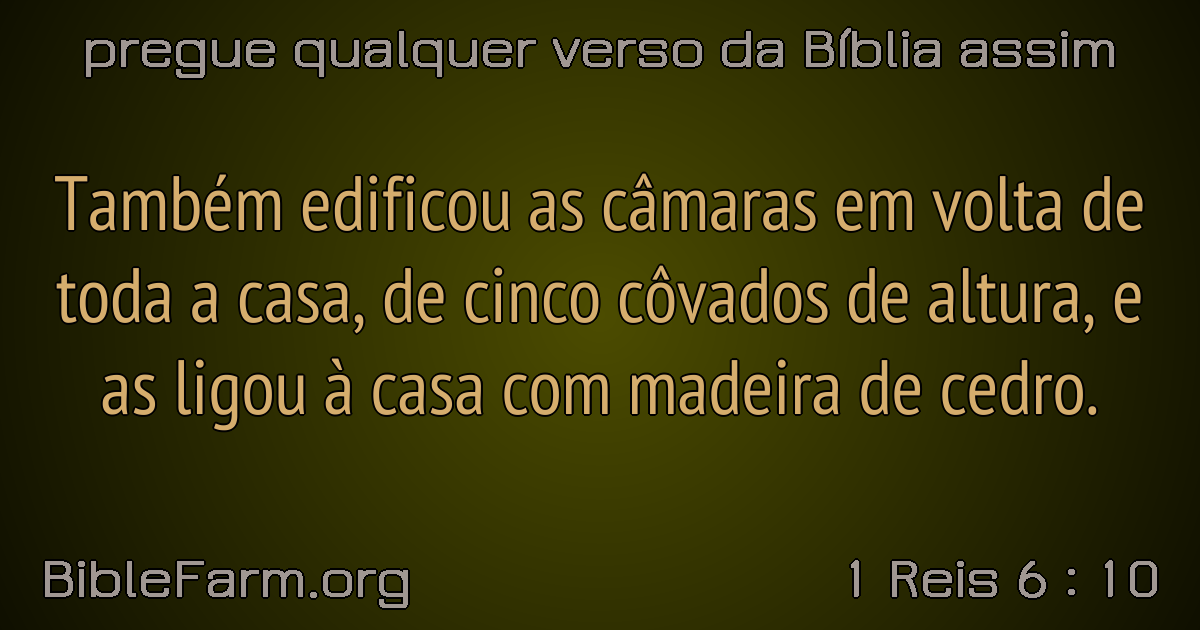 pregue qualquer verso da Bíblia assim
Também edificou as câmaras em volta de
toda a casa, de cinco côvados de altura, e
as ligou à casa com madeira de cedro.
BibleFarm.org
1 Reis 6 : 10